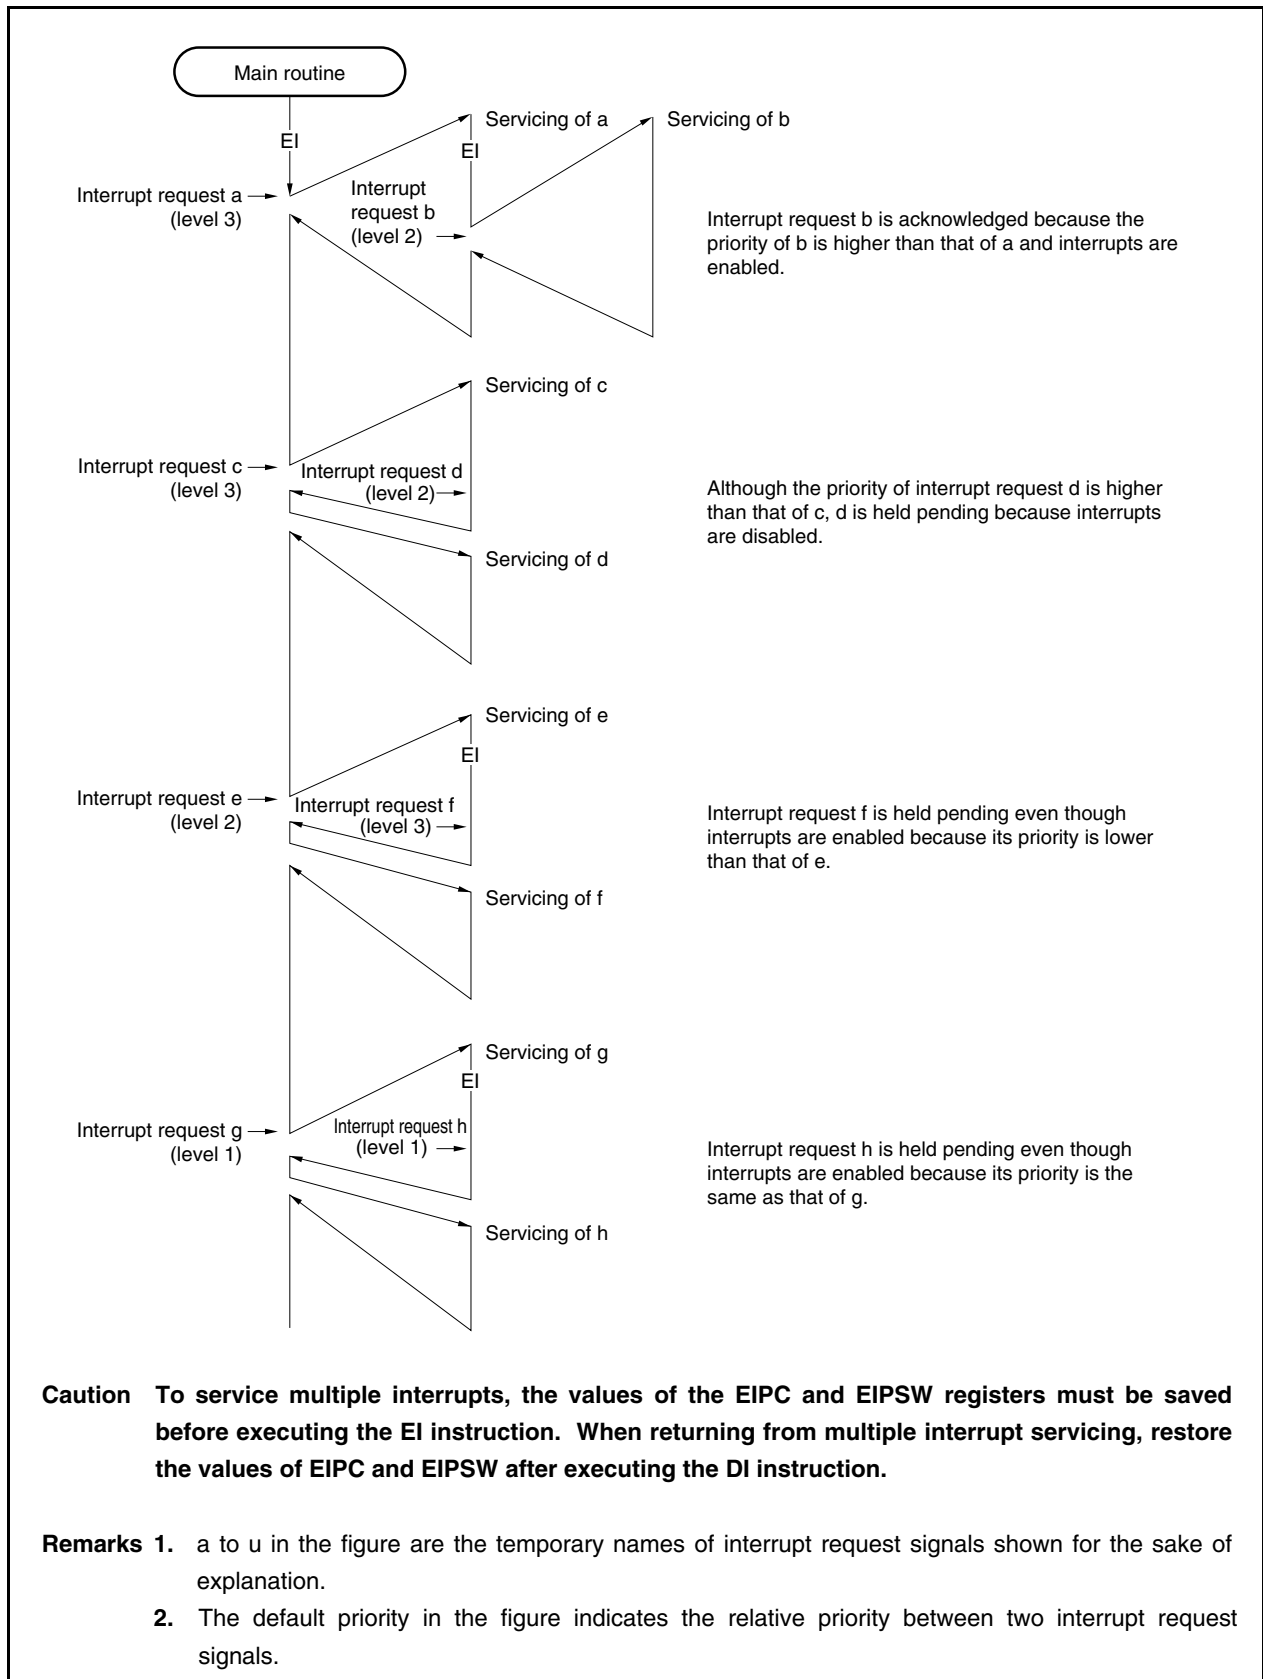 Main routine
EI
Servicing of a
Servicing of b
EI
Interrupt request a
(level 3)
Interrupt
request b
(level 2)
Interrupt request b is acknowledged because the
priority of b is higher than that of a and interrupts are
enabled.
Servicing of c
Interrupt request c
(level 3)
Interrupt request d
(level 2)
Although the priority of interrupt request d is higher
than that of c, d is held pending because interrupts
are disabled.
Servicing of d
Servicing of e
EI
Interrupt request e
(level 2)
Interrupt request f
(level 3)
Interrupt request f is held pending even though
interrupts are enabled because its priority is lower
than that of e.
Servicing of f
Servicing of g
EI
Interrupt request g
(level 1)
Interrupt request h
(level 1)
Interrupt request h is held pending even though
interrupts are enabled because its priority is the
same as that of g.
Servicing of h
Caution To service multiple interrupts, the values of the EIPC and EIPSW registers must be saved
before executing the EI instruction. When returning from multiple interrupt servicing, restore
the values of EIPC and EIPSW after executing the DI instruction.
Remarks 1. a to u in the figure are the temporary names of interrupt request signals shown for the sake of
explanation.
2. The default priority in the figure indicates the relative priority between two interrupt request
signals.